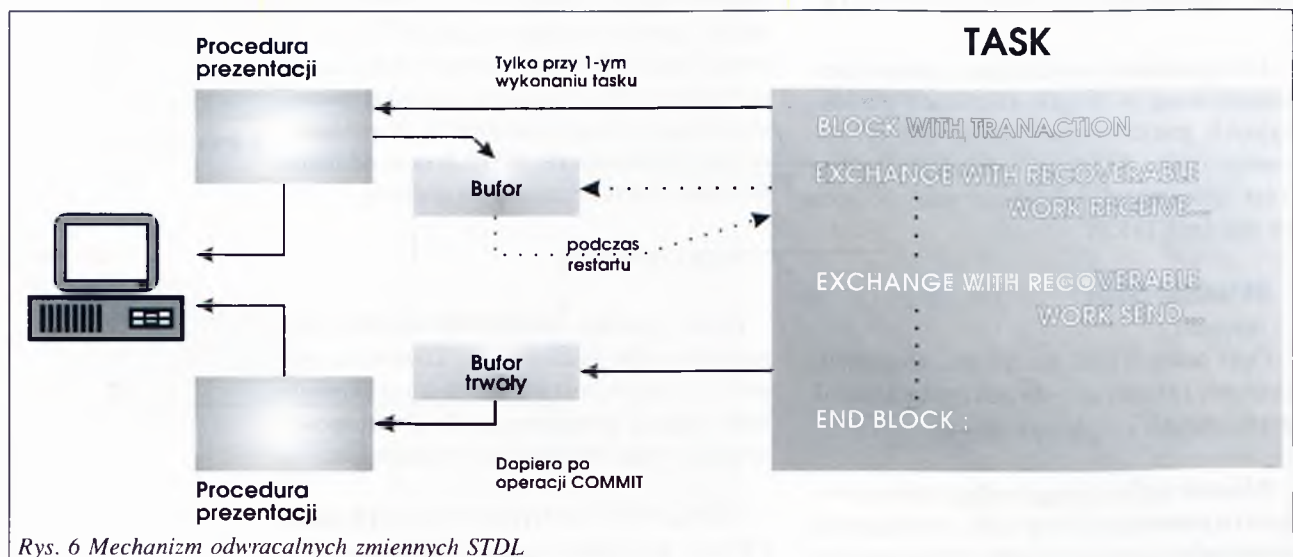 Procedura
prezentacji
Tylko przy 1-ym
wykonaniu tasku
TASK
BLOCK WITH TRANACTION
EXCHANGE WITH RECOVERABLE
WORK RECEIVE...
Bufor
podczas
restartu
EXCHANGE WITH RECOVERABLE
WORK SEND...
Bufor
trwały
END BLOCK ;
Dopiero po
operacji COMMIT
Procedura
prezentacji
Rys. 6 Mechanizm odwracalnych zmiennych STDL